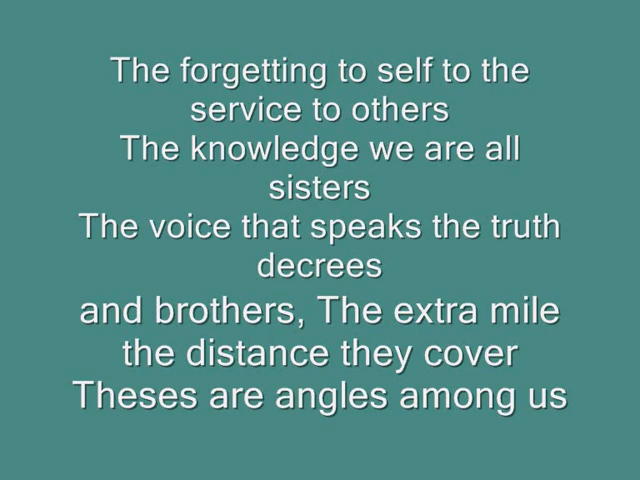 The forgetting to self to the
service to others
The knowledge we are all
sisters
The voice that speaks the truth
decrees
and brothers, The extra mile
the distance they cover
Theses are angles among us